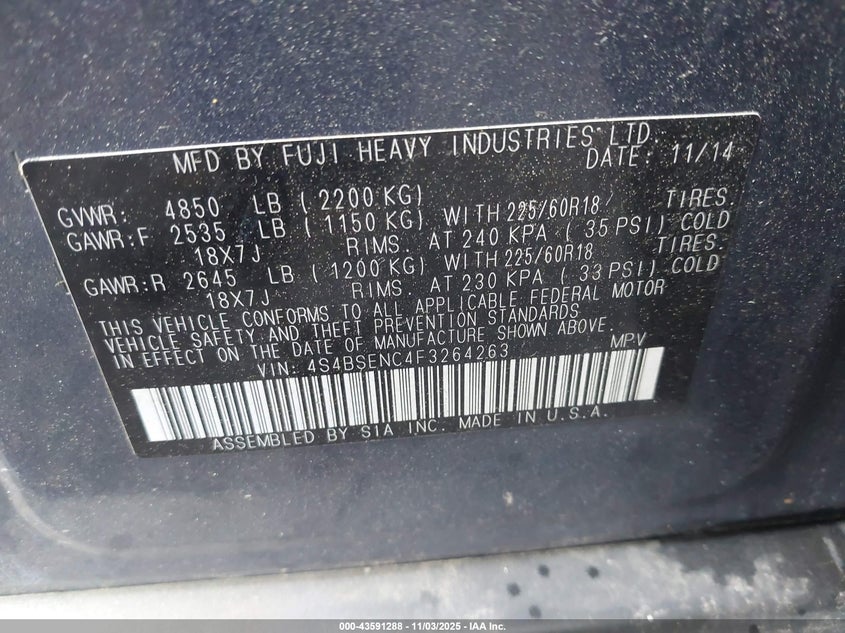 MFD BY FUJI HEAVY INDUSTRIES LTD.
DATE: 11/14
GVWR: 4850 LB (2200 KG)
GAWR:F 2535 LB (1150 KG) WITH 225/60R18 TIRES.
18X7J RIMS. AT 240 KPA (35 PSI) COLD
GAWR:R 2645 LB (1200 KG) WITH 225/60R18 TIRES.
18X7J RIMS. AT 230 KPA (33 PSI) COLD
THIS VEHICLE CONFORMS TO ALL APPLICABLE FEDERAL MOTOR
VEHICLE SAFETY AND THEFT PREVENTION STANDARDS
IN EFFECT ON THE DATE OF MANUFACTURE SHOWN ABOVE.
VIN: 4S4BSENC4F3264263 MPV
ASSEMBLED BY SIA INC. MADE IN U.S.A.
000-43591288 - 11/03/2025 - IAA Inc.